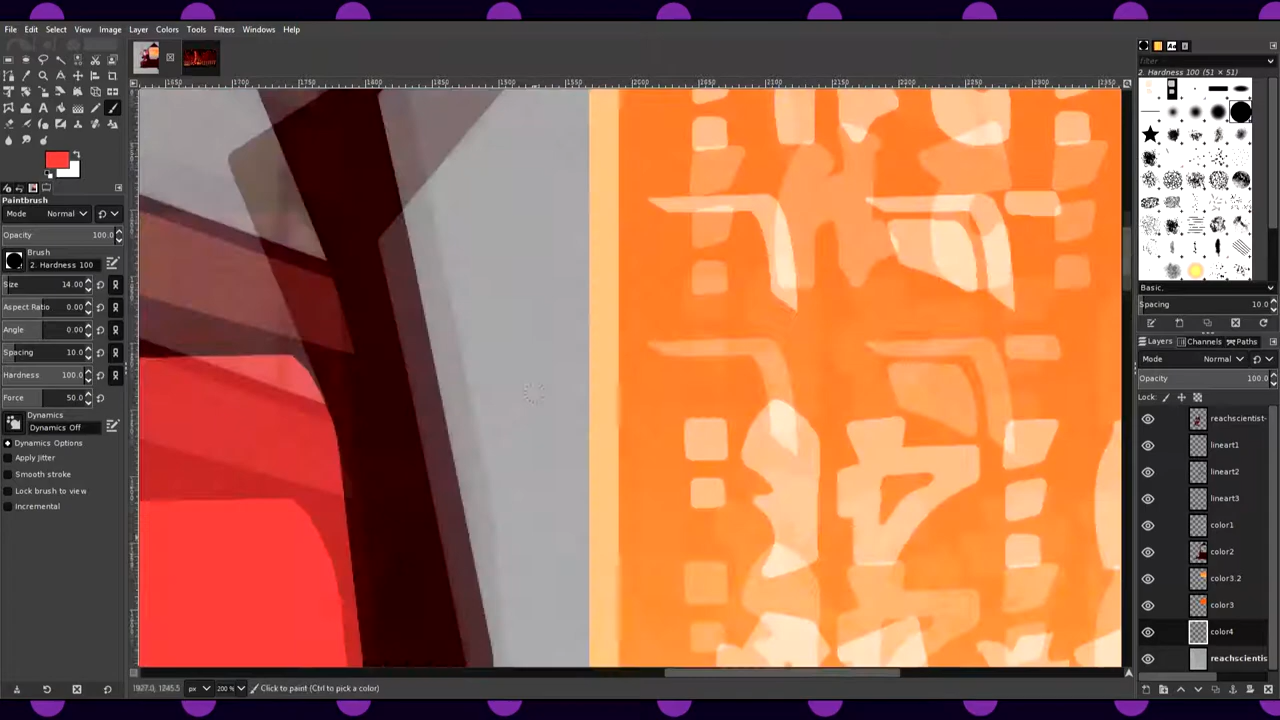 File Edit Select View Image Layer Colors Tools Filters Windows Help
filter
2. Hardness 100 (51 × 51)
Paintbrush
Mode Normal
Opacity 100.0
Brush
2. Hardness 100
Size 14.00
Aspect Ratio 0.00
Angle 0.00
Spacing 10.0
Hardness 100.0
Force 50.0
Dynamics
Dynamics Off
Dynamics Options
Apply Jitter
Smooth stroke
Lock brush to view
Incremental
Basic,
Spacing 10.0
Layers Channels Paths
Mode Normal
Opacity 100.0
Lock:
reachscientist-
lineart1
lineart2
lineart3
color1
color2
color3.2
color3
color4
reachscientis
px 200 % Click to paint (Ctrl to pick a color)